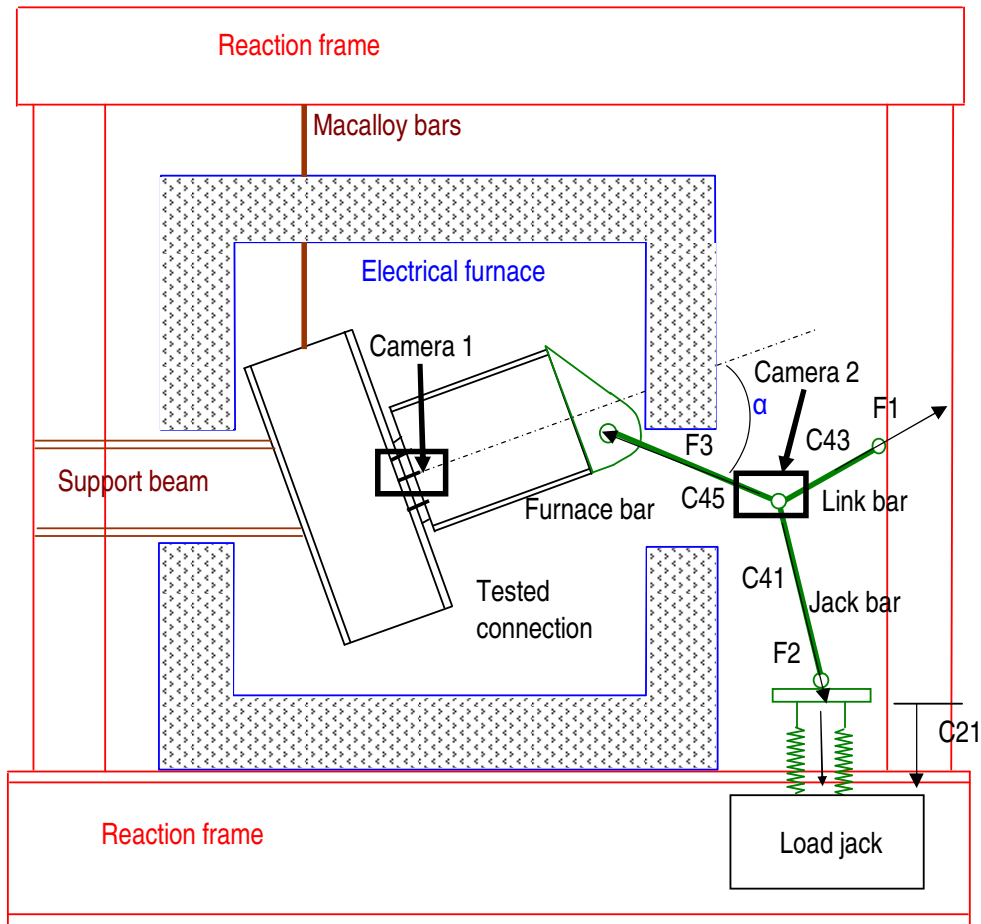 Reaction frame
Macalloy bars
Electrical furnace
Camera 1
Camera 2
α
F1
F3
C43
Support beam
C45
Link bar
Furnace bar
C41
Tested
connection
Jack bar
F2
C21
Reaction frame
Load jack